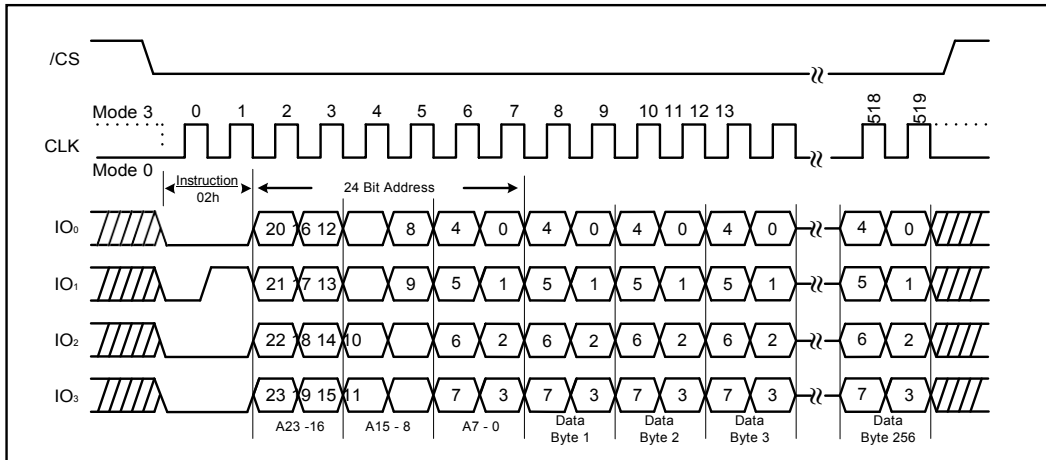 /CS
Mode 3 0 1 2 3 4 5 6 7 8 9 10 11 12 13 518 519
CLK
Mode 0
Instruction
02h
24 Bit Address
IO0 20 16 12 8 4 0 4 0 4 0 4 0 4 0
IO1 21 17 13 9 5 1 5 1 5 1 5 1 5 1
IO2 22 18 14 10 6 2 6 2 6 2 6 2 6 2
IO3 23 19 15 11 7 3 7 3 7 3 7 3 7 3
A23 -16 A15 - 8 A7 - 0 Data Data Data Data
Byte 1 Byte 2 Byte 3 Byte 256